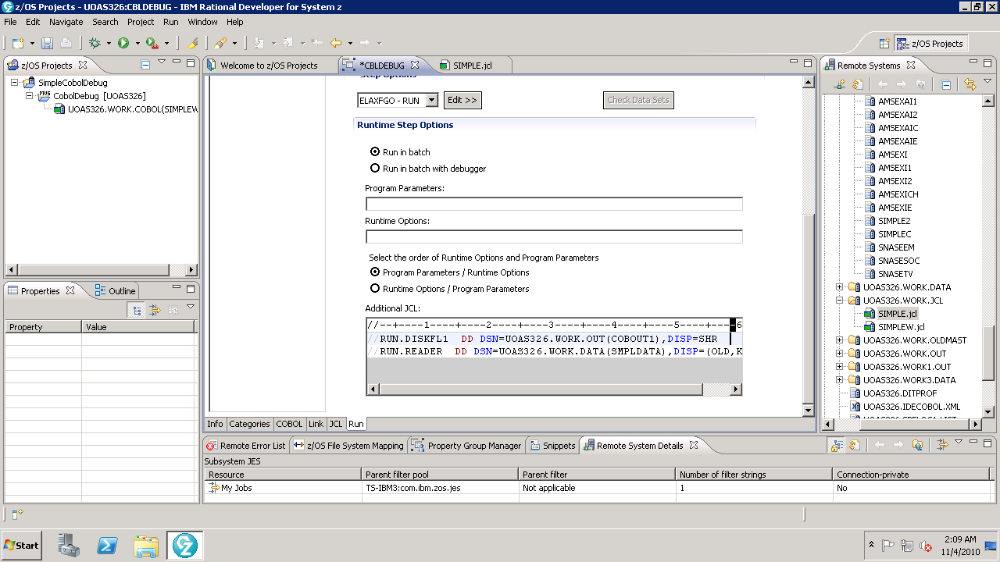 z/OS Projects - UOAS326:CBLDEBUG - IBM Rational Developer for System z
File Edit Navigate Search Project Run Window Help
z/OS Projects
z/OS Projects
SimpleCobolDebug
CobolDebug [UOAS326]
UOAS326.WORK.COBOL(SIMPLEW
Properties
Outline
Property Value
Welcome to z/OS Projects
*CBLDEBUG
SIMPLE.jcl
Step Options
ELAXFGO - RUN
Edit >>
Check Data Sets
Runtime Step Options
Run in batch
Run in batch with debugger
Program Parameters:
Runtime Options:
Select the order of Runtime Options and Program Parameters
Program Parameters / Runtime Options
Runtime Options / Program Parameters
Additional JCL:
//--+----1----+----2----+----3----+----4----+----5----+----6
//RUN.DISKFL1  DD DSN=UOAS326.WORK.OUT(COBOUT1),DISP=SHR
//RUN.READER  DD DSN=UOAS326.WORK.DATA(SMPLDATA),DISP=(OLD,K
Info Categories COBOL Link JCL Run
Remote Systems
AMSEXAI1
AMSEXAI2
AMSEXAIC
AMSEXAIE
AMSEXI
AMSEXI1
AMSEXI2
AMSEXICH
AMSEXIE
SIMPLE2
SIMPLEC
SNASEEM
SNASESOC
SNASETV
UOAS326.WORK.DATA
UOAS326.WORK.JCL
SIMPLE.jcl
SIMPLEW.jcl
UOAS326.WORK.OLDMAST
UOAS326.WORK.OUT
UOAS326.WORK1.OUT
UOAS326.WORK3.DATA
UOAS326.DITPROF
UOAS326.IDECOBOL.XML
Remote Error List
z/OS File System Mapping
Property Group Manager
Snippets
Remote System Details
Subsystem JES
Resource Parent filter pool Parent filter Number of filter strings Connection-private
My Jobs TS-IBM3:com.ibm.zos.jes Not applicable 1 No
Start
2:09 AM
11/4/2010